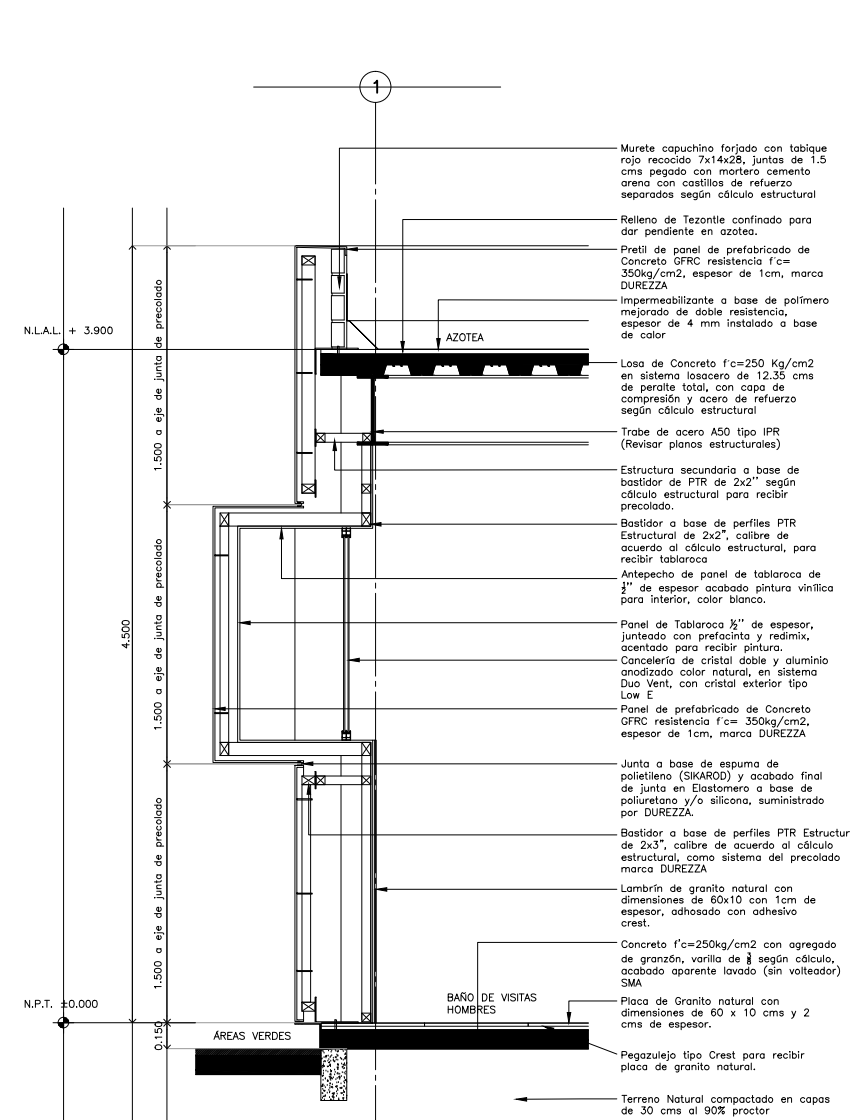 1
Murete capuchino forjado con tabique
rojo recocido 7x14x28, juntas de 1.5
cms pegado con mortero cemento
arena con castillos de refuerzo
separados según cálculo estructural
Relleno de Tezontle confinado para
dar pendiente en azotea.
Pretil de panel de prefabricado de
Concreto GFRC resistencia f'c=
350kg/cm2, espesor de 1cm, marca
DUREZZA
Impermeabilizante a base de polímero
mejorado de doble resistencia,
espesor de 4 mm instalado a base
de calor
N.L.A.L. + 3.900
AZOTEA
Losa de Concreto f'c=250 Kg/cm2
en sistema losacero de 12.35 cms
de peralte total, con capa de
compresión y acero de refuerzo
según cálculo estructural
Trabe de acero A50 tipo IPR
(Revisar planos estructurales)
Estructura secundaria a base de
bastidor de PTR de 2x2'' según
cálculo estructural para recibir
precolado.
Bastidor a base de perfiles PTR
Estructural de 2x2", calibre de
acuerdo al cálculo estructural, para
recibir tablaroca
Antepecho de panel de tablaroca de
½'' de espesor acabado pintura vinílica
para interior, color blanco.
Panel de Tablaroca ½'' de espesor,
junteado con prefacinta y redimix,
acentado para recibir pintura.
Cancelería de cristal doble y aluminio
anodizado color natural, en sistema
Duo Vent, con cristal exterior tipo
Low E
Panel de prefabricado de Concreto
GFRC resistencia f'c= 350kg/cm2,
espesor de 1cm, marca DUREZZA
Junta a base de espuma de
polietileno (SIKAROD) y acabado final
de junta en Elastomero a base de
poliuretano y/o silicona, suministrado
por DUREZZA.
Bastidor a base de perfiles PTR Estructur
de 2x3", calibre de acuerdo al cálculo
estructural, como sistema del precolado
marca DUREZZA
Lambrín de granito natural con
dimensiones de 60x10 con 1cm de
espesor, adhosado con adhesivo
crest.
Concreto f'c=250kg/cm2 con agregado
de granzón, varilla de ⅜ según cálculo,
acabado aparente lavado (sin volteador)
SMA
Placa de Granito natural con
dimensiones de 60 x 10 cms y 2
cms de espesor.
Pegazulejo tipo Crest para recibir
placa de granito natural.
Terreno Natural compactado en capas
de 30 cms al 90% proctor
1.500 a eje de junta de precolado
1.500 a eje de junta de precolado
1.500 a eje de junta de precolado
4.500
0.150
N.P.T. ±0.000
BAÑO DE VISITAS
HOMBRES
ÁREAS VERDES